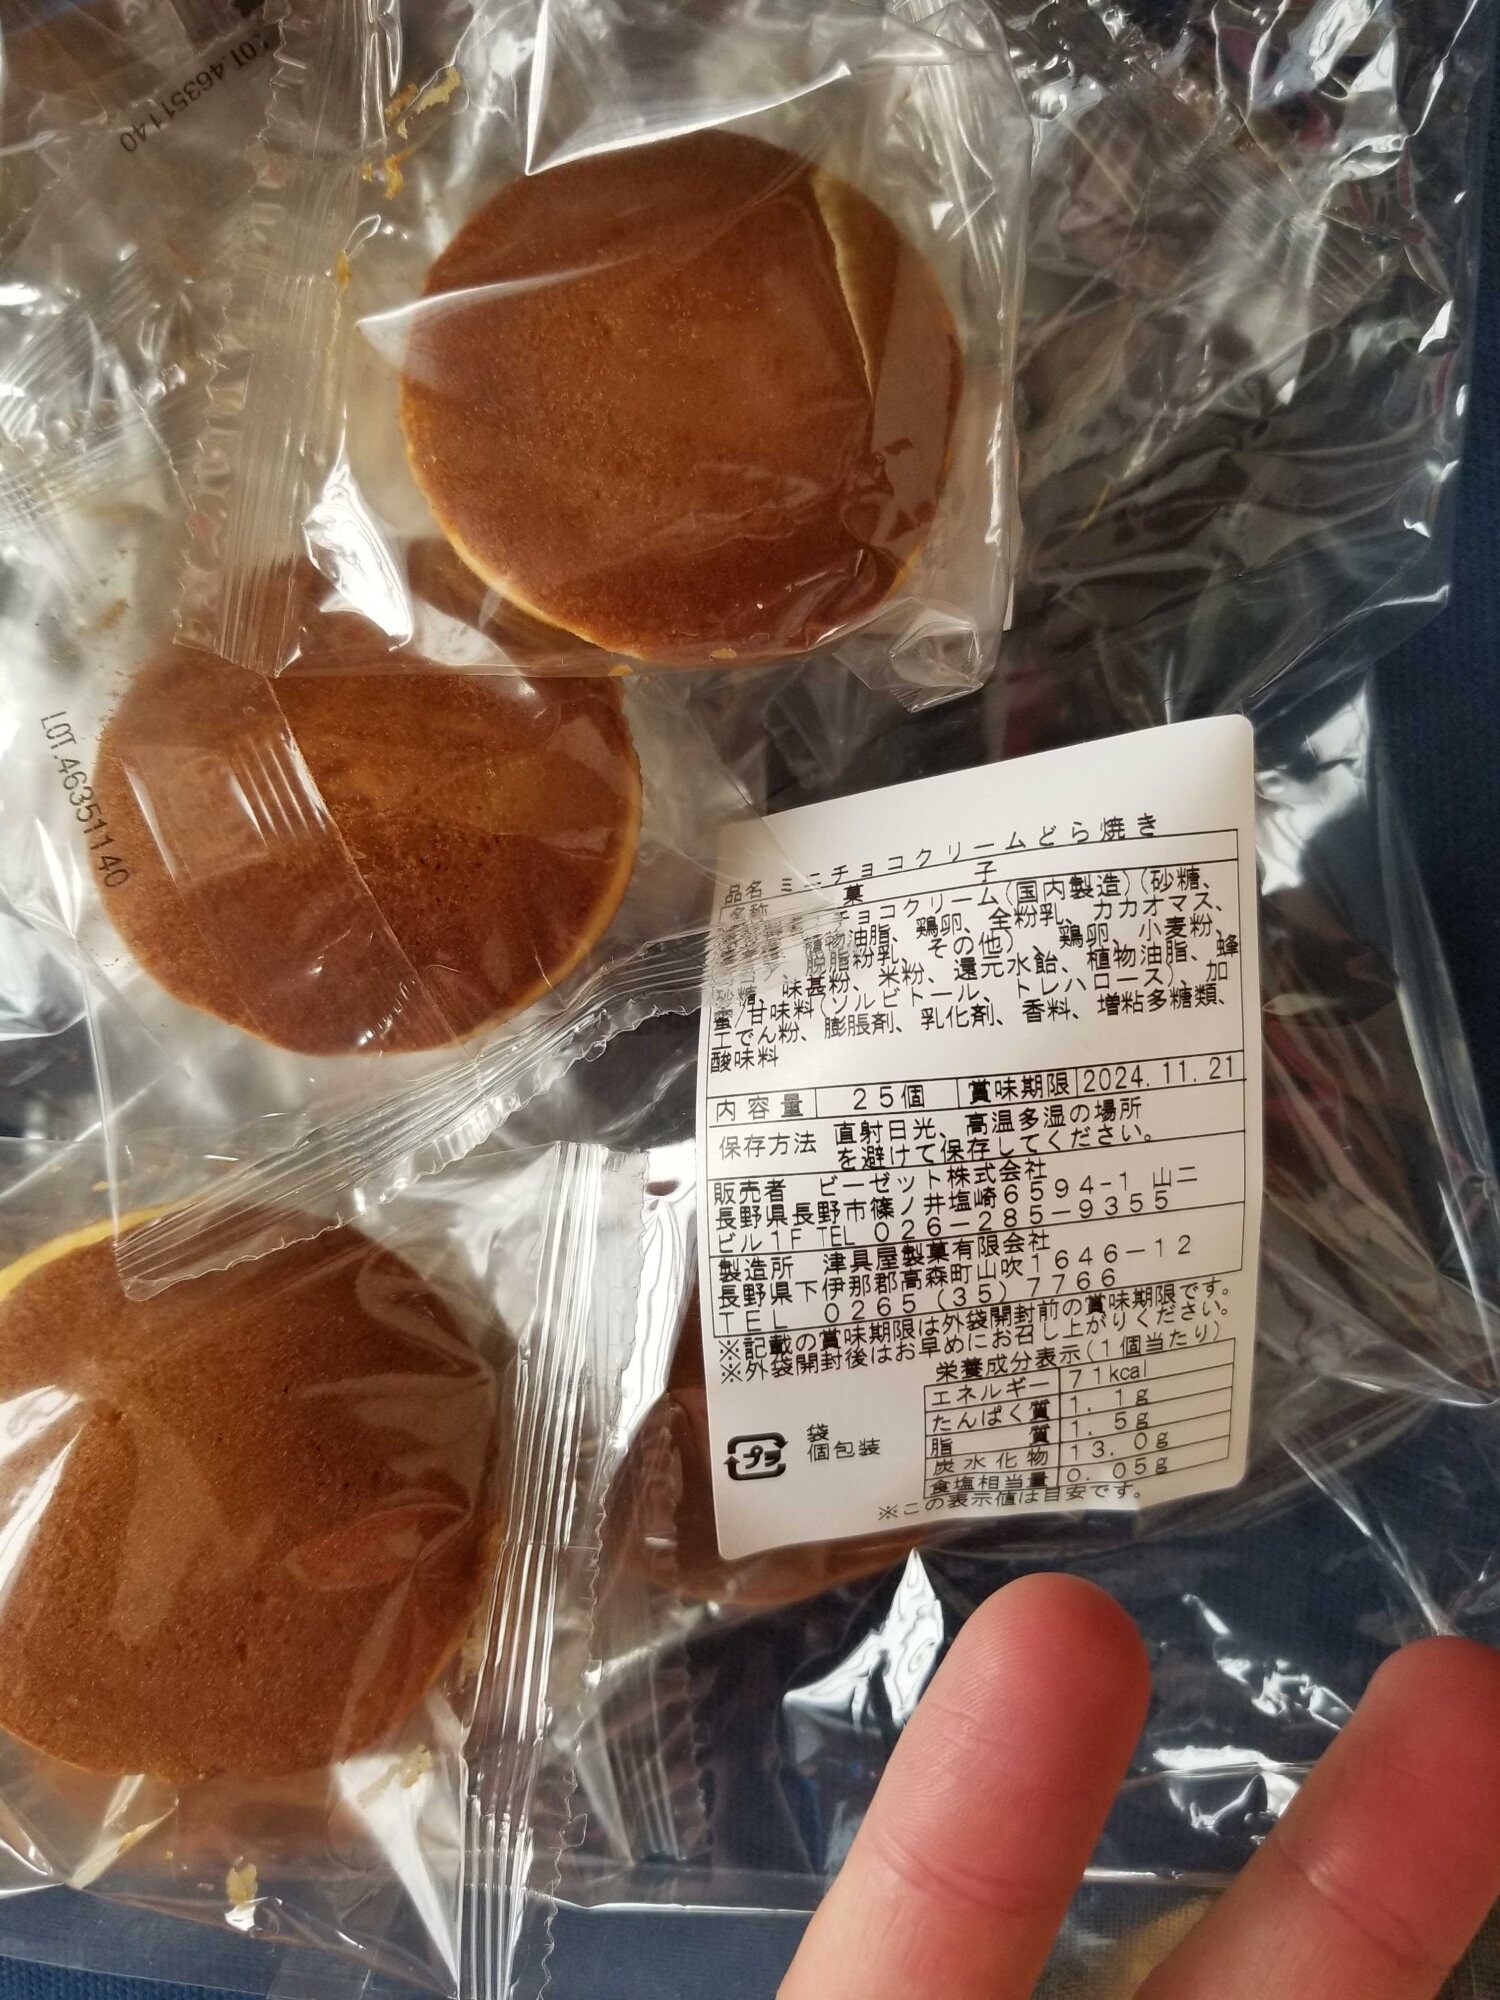 LOT.46351140
LOT.46351140
品名 ミニチョコクリームどら焼き
名称 菓子
チョコクリーム(国内製造)(砂糖、
植物油脂、鶏卵、全粉乳、カカオマス、
脱脂粉乳、その他)、鶏卵、小麦粉、
砂糖、味甚粉、米粉、還元水飴、植物油脂、蜂
蜜/甘味料(ソルビトール、トレハロース)、加
工でん粉、膨脹剤、乳化剤、香料、増粘多糖類、
酸味料
内容量 25個 賞味期限 2024.11.21
保存方法 直射日光、高温多湿の場所
を避けて保存してください。
販売者 ビーゼット株式会社
長野県長野市篠ノ井塩崎6594-1 山二
ビル1F TEL 026-285-9355
製造所 津具屋製菓有限会社
長野県下伊那郡高森町山吹1646-12
TEL 0265(35)7766
※記載の賞味期限は外袋開封前の賞味期限です。
※外袋開封後はお早めにお召し上がりください。
栄養成分表示(1個当たり)
エネルギー 71kcal
たんぱく質 1.1g
脂質 1.5g
炭水化物 13.0g
食塩相当量 0.05g
※この表示値は目安です。
プラ
袋
個包装